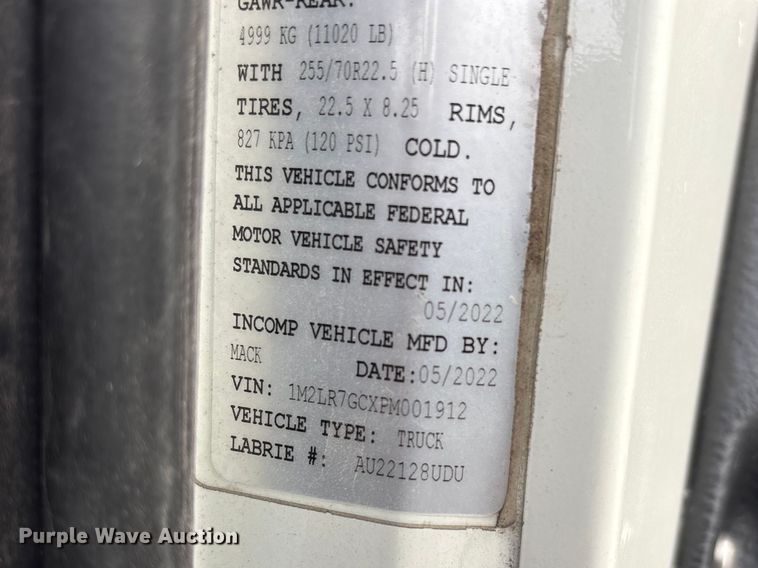 GAWR-REAR:
4999 KG (11020 LB)
WITH 255/70R22.5 (H) SINGLE
TIRES, 22.5 X 8.25 RIMS,
827 KPA (120 PSI) COLD.
THIS VEHICLE CONFORMS TO
ALL APPLICABLE FEDERAL
MOTOR VEHICLE SAFETY
STANDARDS IN EFFECT IN:
05/2022
INCOMP VEHICLE MFD BY:
MACK DATE:05/2022
VIN: 1M2LR7GCXPM001912
VEHICLE TYPE: TRUCK
LABRIE #: AU22128UDU
Purple Wave Auction®